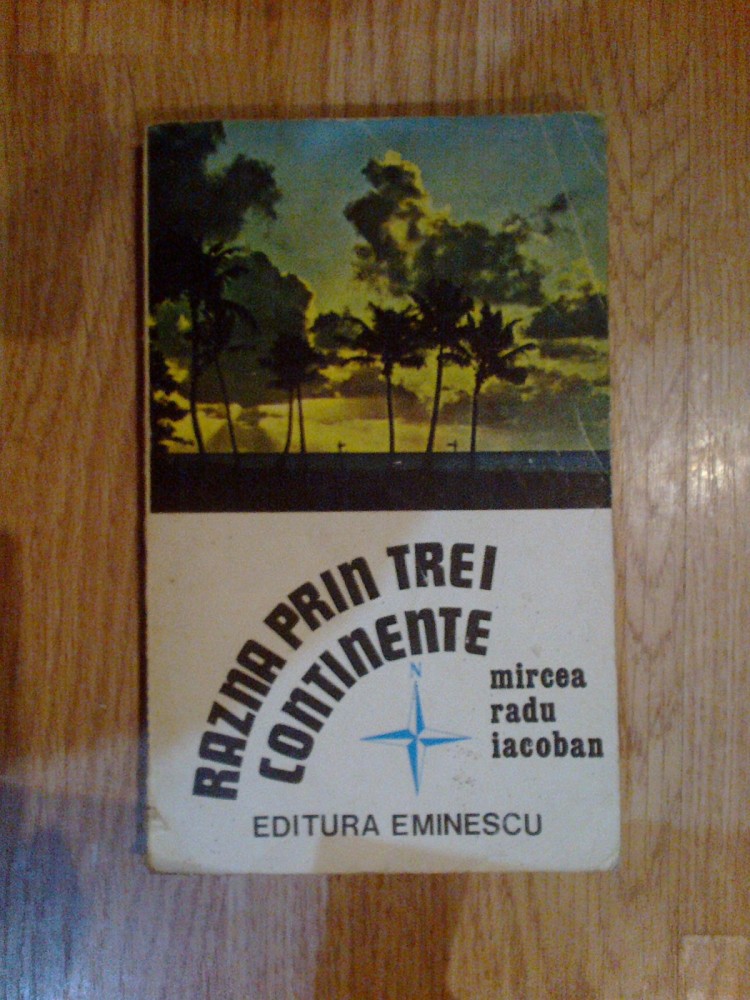 RAZNA PRIN TREI
CONTINENTE
N
mircea
radu
iacoban
EDITURA EMINESCU